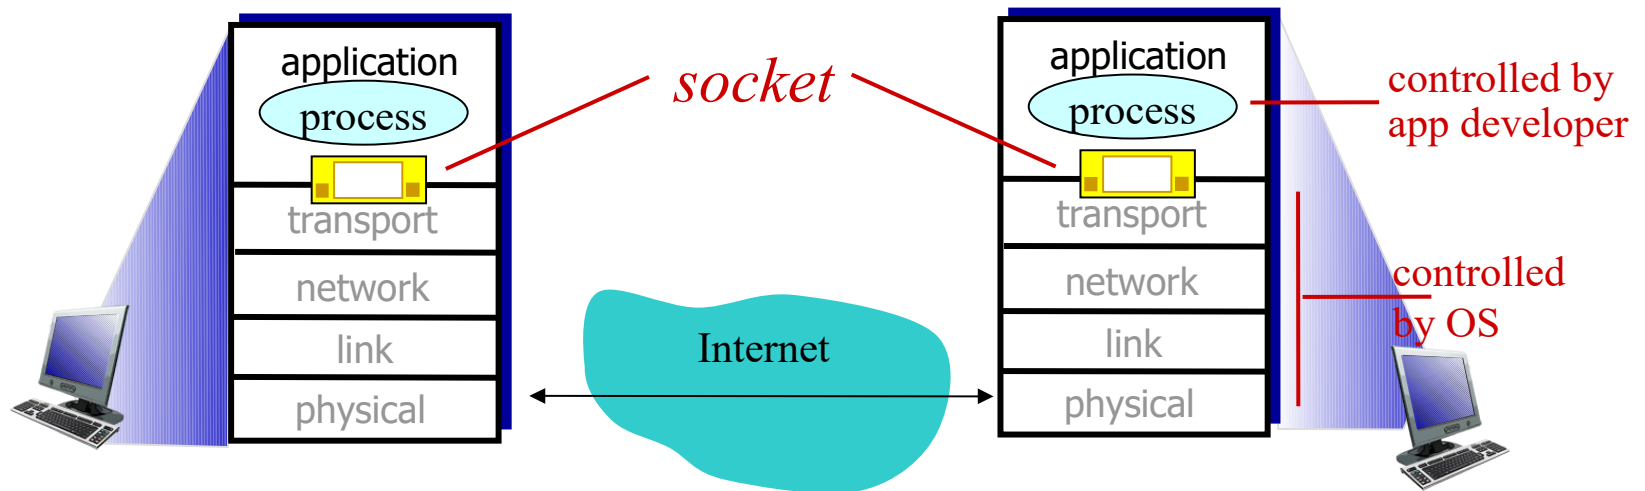 application
process
transport
network
link
physical
socket
Internet
application
process
transport
network
link
physical
controlled by
app developer
controlled
by OS